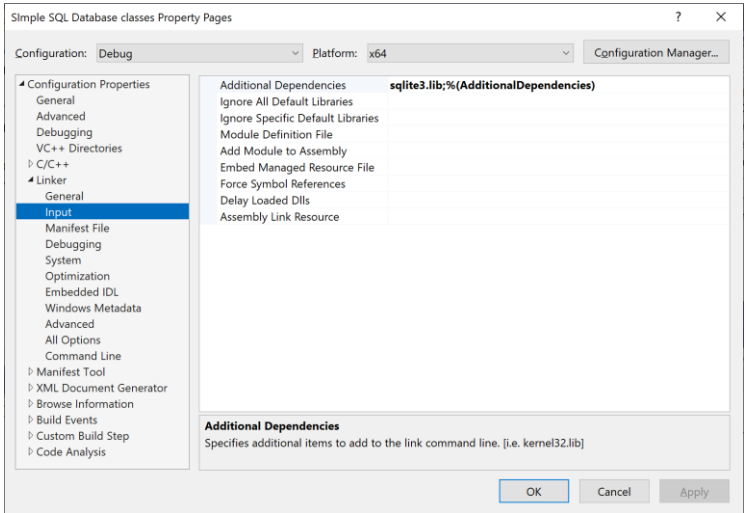 SImple SQL Database classes Property Pages
?
Configuration: Debug Platform: x64 Configuration Manager...
Configuration Properties
General
Advanced
Debugging
VC++ Directories
C/C++
Linker
General
Input
Manifest File
Debugging
System
Optimization
Embedded IDL
Windows Metadata
Advanced
All Options
Command Line
Manifest Tool
XML Document Generator
Browse Information
Build Events
Custom Build Step
Code Analysis
Additional Dependencies sqlite3.lib;%(AdditionalDependencies)
Ignore All Default Libraries
Ignore Specific Default Libraries
Module Definition File
Add Module to Assembly
Embed Managed Resource File
Force Symbol References
Delay Loaded Dlls
Assembly Link Resource
Additional Dependencies
Specifies additional items to add to the link command line. [i.e. kernel32.lib]
OK Cancel Apply